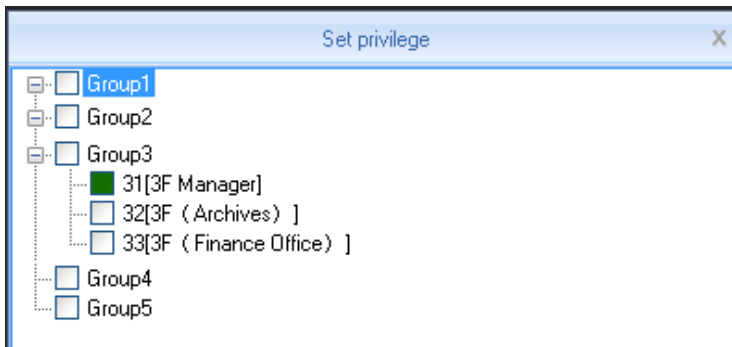 Set privilege
X
Group1
Group2
Group3
31[3F Manager]
32[3F（Archives）]
33[3F（Finance Office）]
Group4
Group5